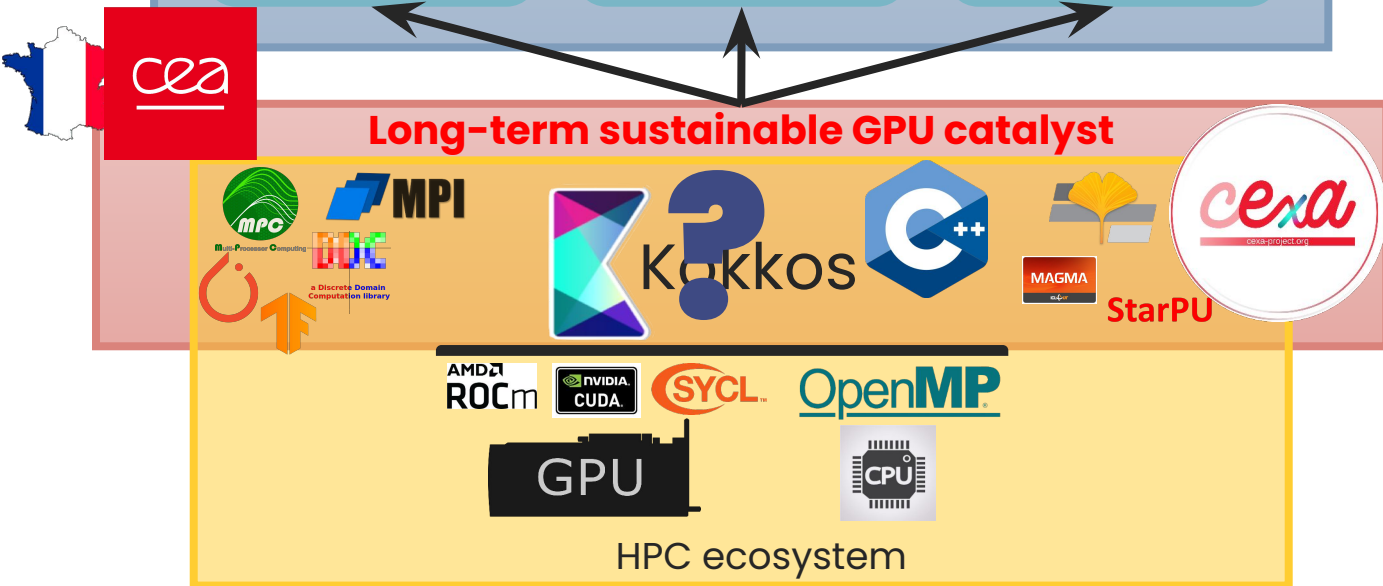 cea
Long-term sustainable GPU catalyst
MPC
Multi-Processor Computing
MPI
a Discrete Domain
Computation library
?
Kokkos
C++
MAGMA
StarPU
cexa
cexa-project.org
AMD
ROCm
NVIDIA.
CUDA.
SYCL™
OpenMP®
GPU
CPU
HPC ecosystem